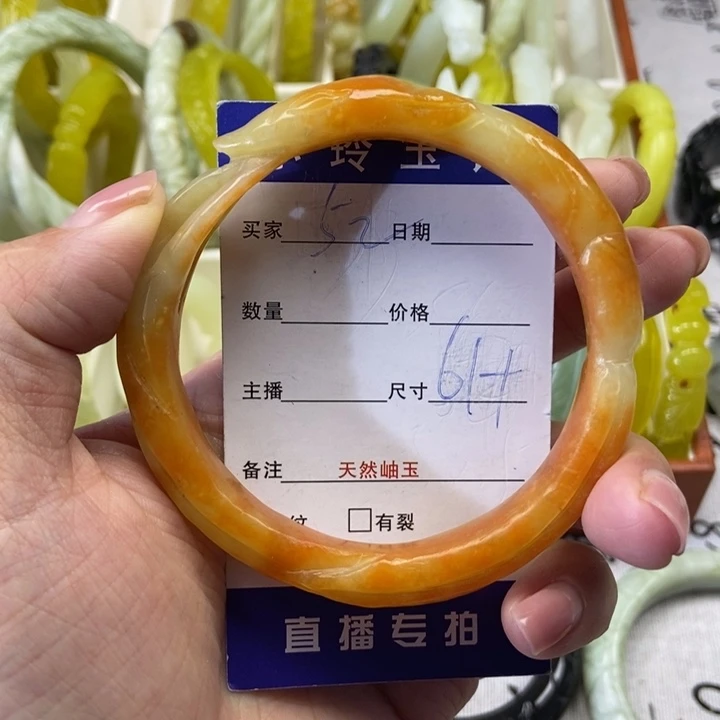 玲玉
买家 52 日期
数量 价格
主播 尺寸 61+
备注 天然岫玉
纹 □有裂
直播专拍